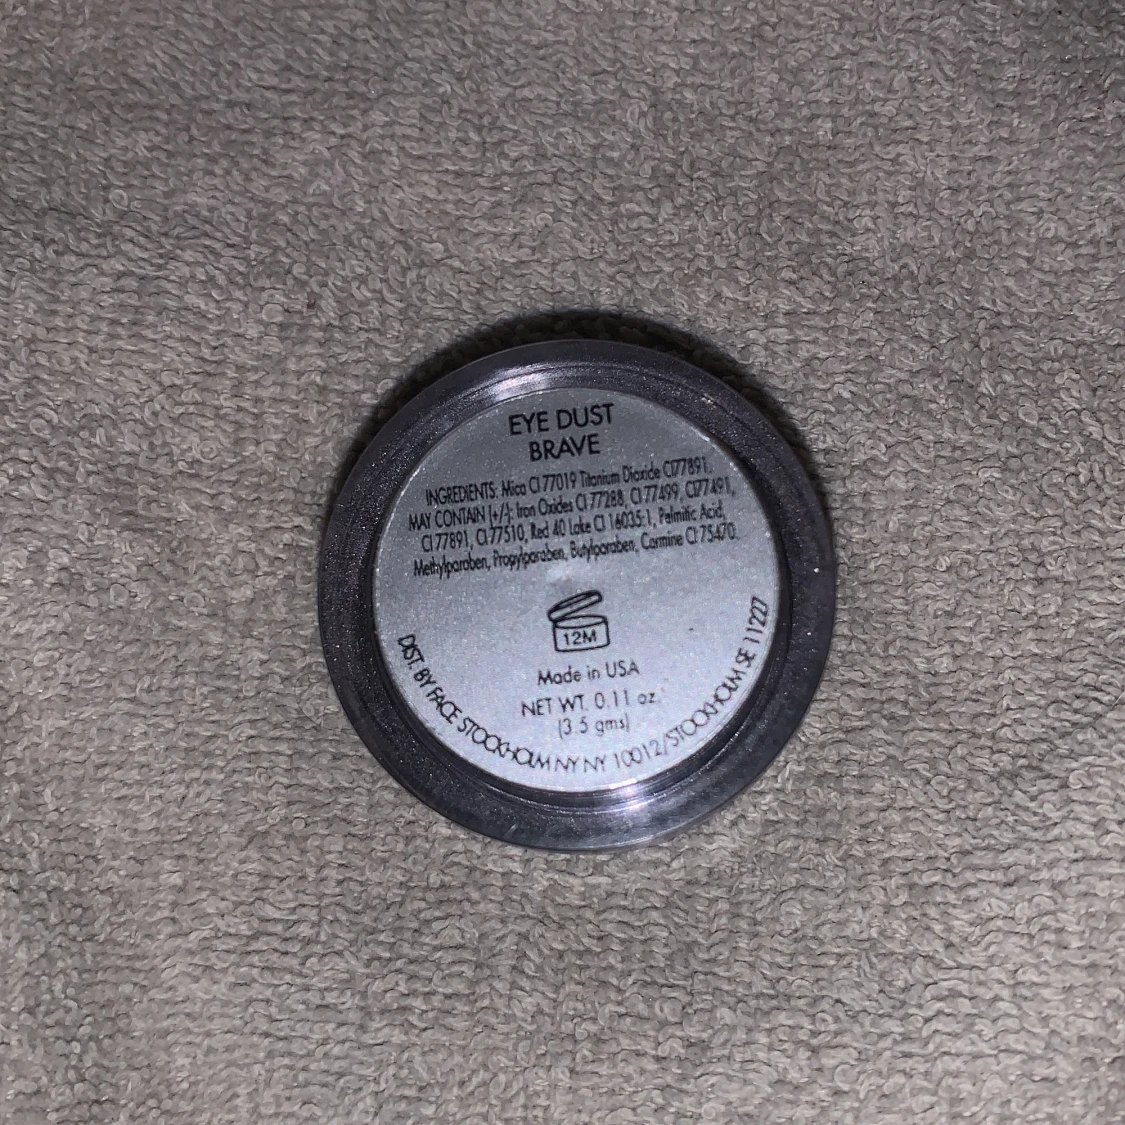 EYE DUST
BRAVE
INGREDIENTS: Mica CI 77019 Titanium Dioxide CI77891,
MAY CONTAIN [+/-]: Iron Oxides CI 77288, CI 77499, CI77491,
CI 77891, CI 77510, Red 40 Lake CI 16035:1, Palmitic Acid,
Methylparaben, Propylparaben, Butylparaben, Carmine CI 75470.
12M
Made in USA
NET WT. 0.11 oz.
(3.5 gms)
DIST. BY FACE STOCKHOLM NY NY 10012/STOCKHOLM SE 11227